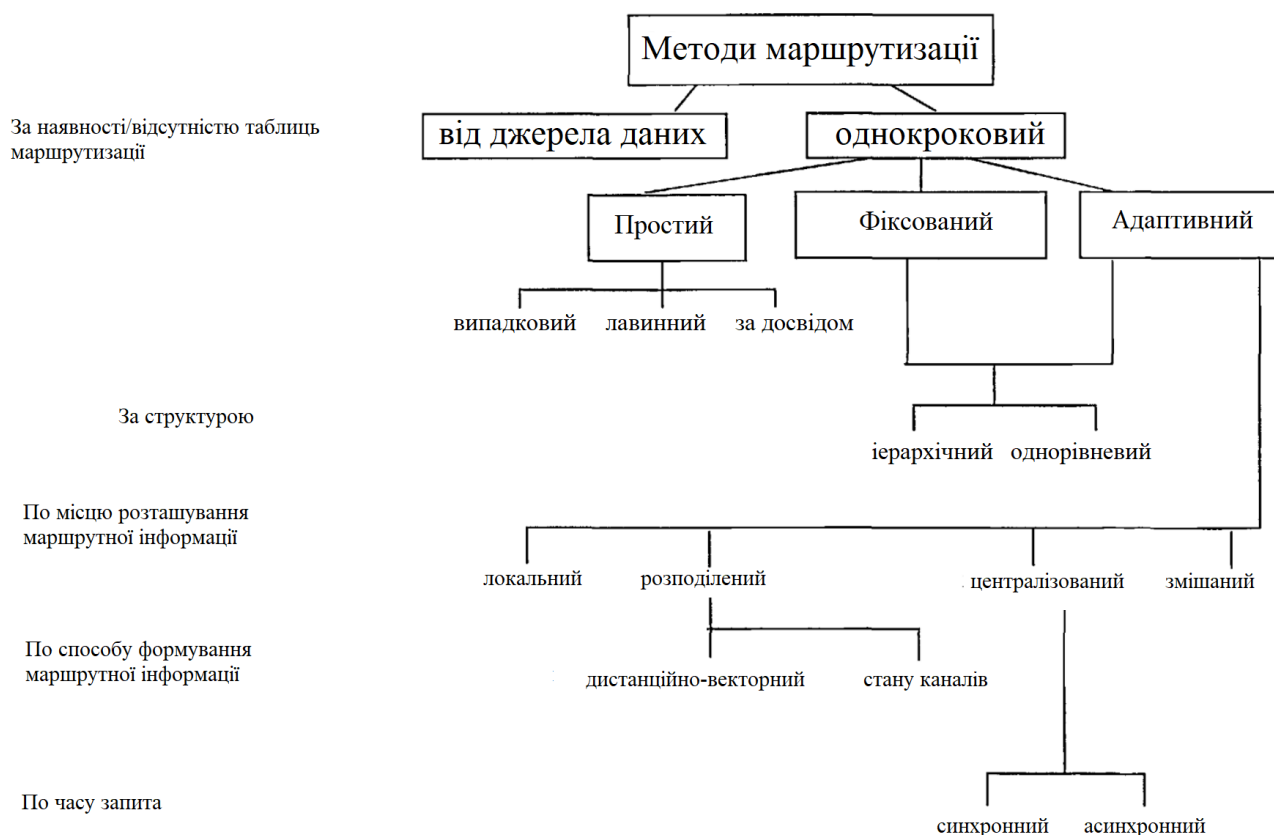 Методи маршрутизації
За наявності/відсутністю таблиць
маршрутизації
від джерела даних
однокроковий
Простий
Фіксований
Адаптивний
випадковий
лавинний
за досвідом
За структурою
ієрархічний
однорівневий
По місцю розташування
маршрутної інформації
локальний
розподілений
централізований
змішаний
По способу формування
маршрутної інформації
дистанційно-векторний
стану каналів
По часу запита
синхронний
асинхронний